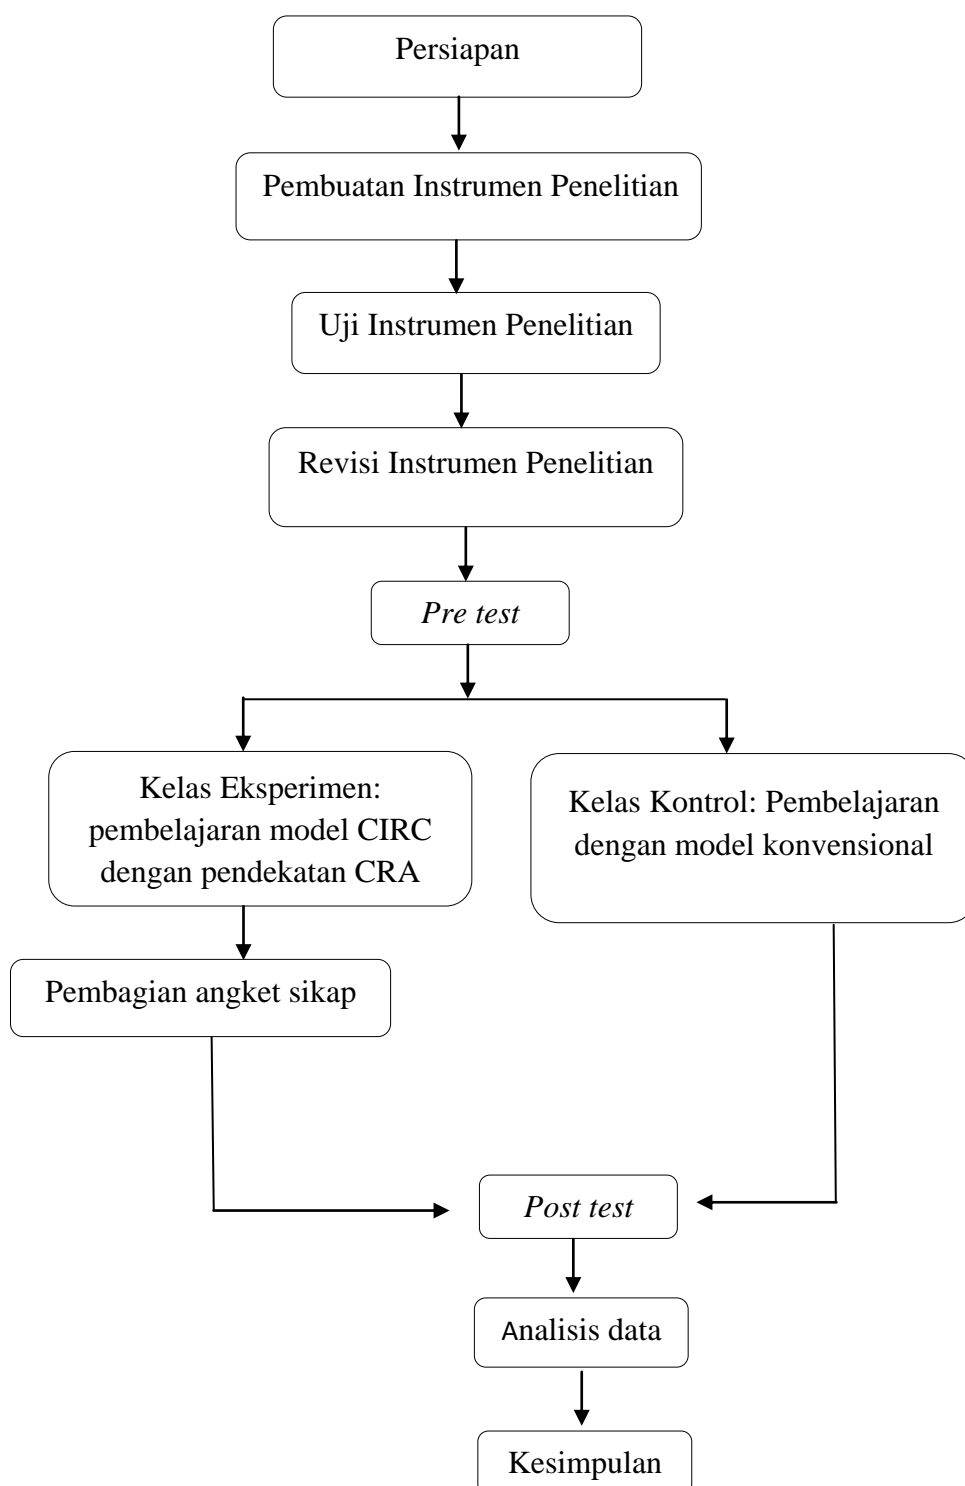 Persiapan
Pembuatan Instrumen Penelitian
Uji Instrumen Penelitian
Revisi Instrumen Penelitian
Pre test
Kelas Eksperimen:
pembelajaran model CIRC
dengan pendekatan CRA
Kelas Kontrol: Pembelajaran
dengan model konvensional
Pembagian angket sikap
Post test
Analisis data
Kesimpulan